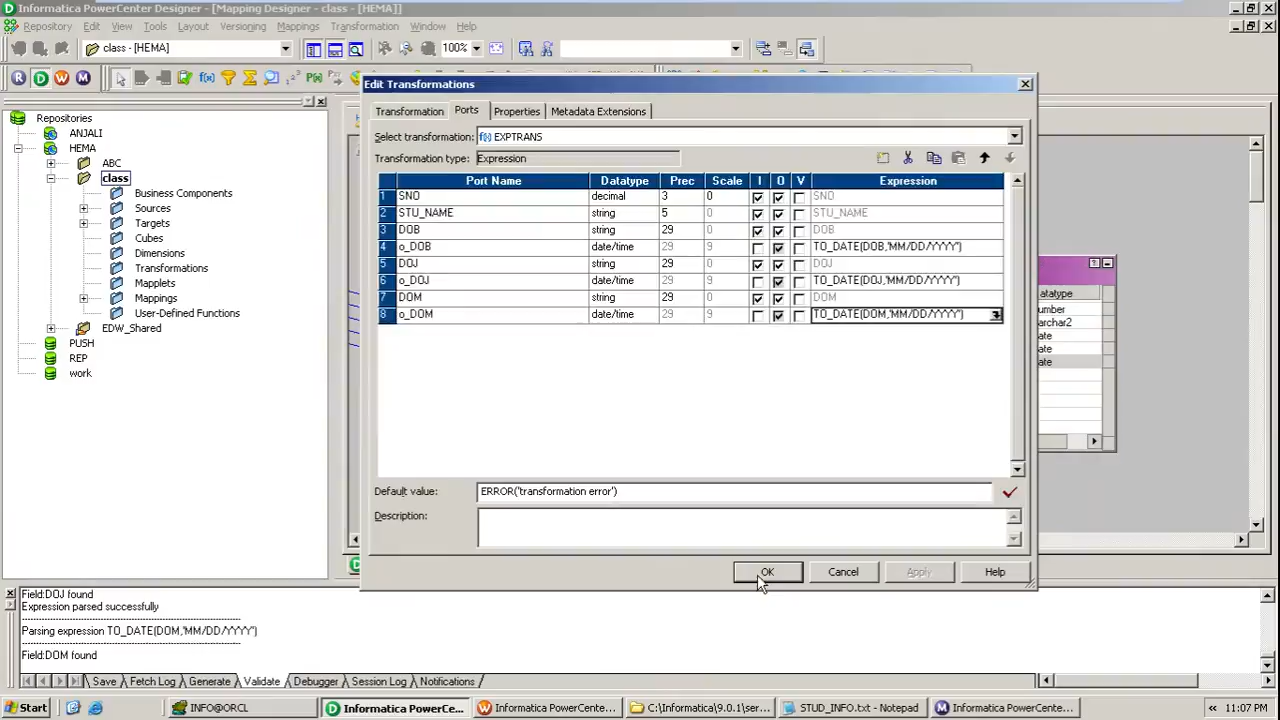 Informatica PowerCenter Designer - [Mapping Designer - class - [HEMA]]
Repository Edit View Tools Layout Versioning Mappings Transformation Window Help
class - [HEMA] 100%
R D W M
Edit Transformations
Transformation Ports Properties Metadata Extensions
Select transformation: f(x) EXPTRANS
Transformation type: Expression
Port Name Datatype Prec Scale I O V Expression
1 SNO decimal 3 0 SNO
2 STU_NAME string 5 0 STU_NAME
3 DOB string 29 0 DOB
4 o_DOB date/time 29 9 TO_DATE(DOB,'MM/DD/YYYY')
5 DOJ string 29 0 DOJ
6 o_DOJ date/time 29 9 TO_DATE(DOJ,'MM/DD/YYYY')
7 DOM string 29 0 DOM
8 o_DOM date/time 29 9 TO_DATE(DOM,'MM/DD/YYYY')
Default value: ERROR('transformation error')
Description:
OK Cancel Apply Help
Repositories
ANJALI
HEMA
ABC
class
Business Components
Sources
Targets
Cubes
Dimensions
Transformations
Mapplets
Mappings
User-Defined Functions
EDW_Shared
PUSH
REP
work
atatype
umber
archar2
ate
ate
ate
Field:DOJ found
Expression parsed successfully
Parsing expression TO_DATE(DOM,'MM/DD/YYYY')
Field:DOM found
Save Fetch Log Generate Validate Debugger Session Log Notifications
Start INFO@ORCL Informatica PowerCe... Informatica PowerCente... C:\Informatica\9.0.1\ser... STUD_INFO.txt - Notepad Informatica PowerCente... 11:07 PM